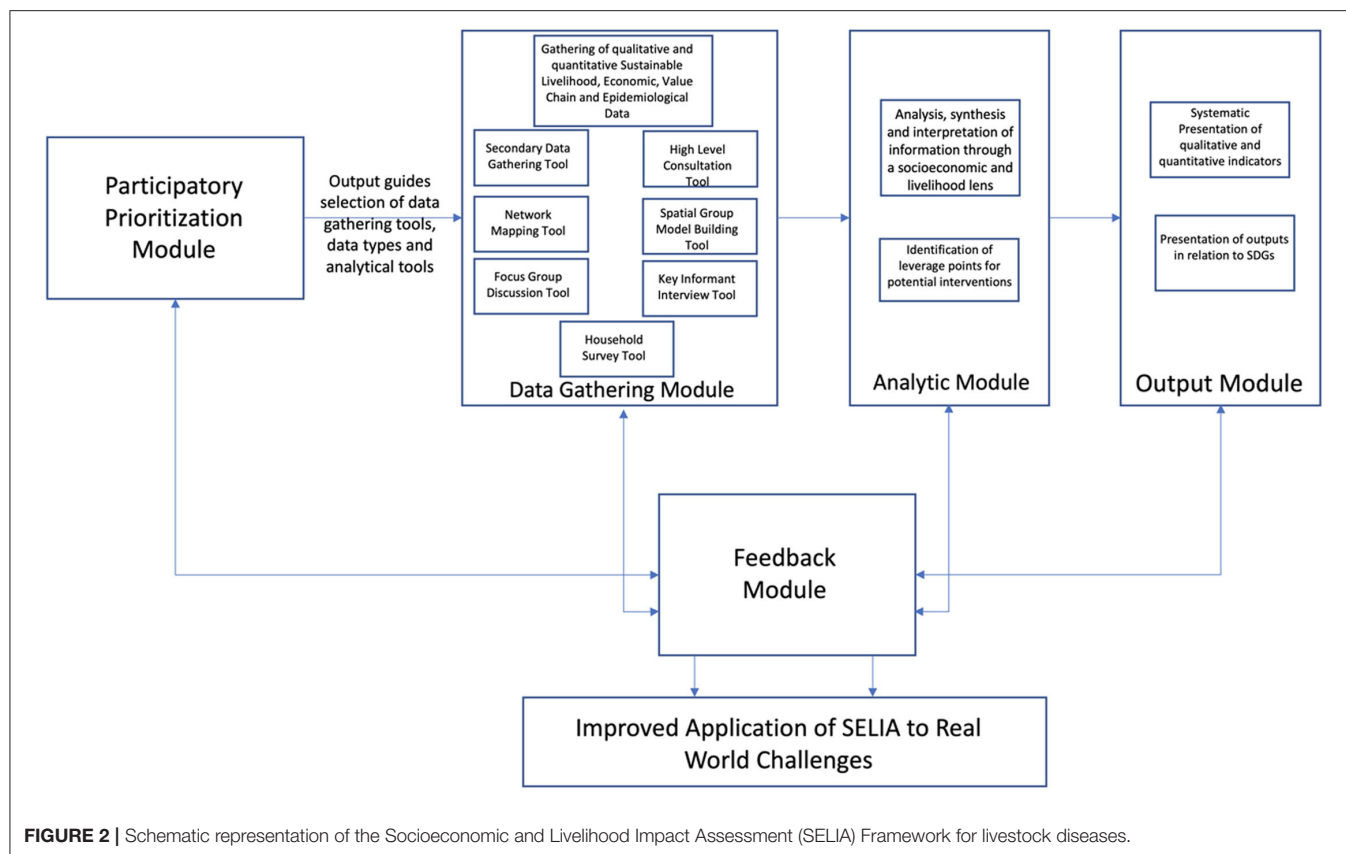 Participatory
Prioritization
Module
Output guides
selection of data
gathering tools,
data types and
analytical tools
Gathering of qualitative and
quantitative Sustainable
Livelihood, Economic, Value
Chain and Epidemiological
Data
Secondary Data
Gathering Tool
High Level
Consultation
Tool
Network
Mapping Tool
Spatial Group
Model Building
Tool
Focus Group
Discussion Tool
Key Informant
Interview Tool
Household
Survey Tool
Data Gathering Module
Analysis, synthesis
and interpretation of
information through
a socioeconomic and
livelihood lens
Identification of
leverage points for
potential interventions
Analytic Module
Systematic
Presentation of
qualitative and
quantitative indicators
Presentation of outputs
in relation to SDGs
Output Module
Feedback
Module
Improved Application of SELIA to Real
World Challenges
FIGURE 2 | Schematic representation of the Socioeconomic and Livelihood Impact Assessment (SELIA) Framework for livestock diseases.